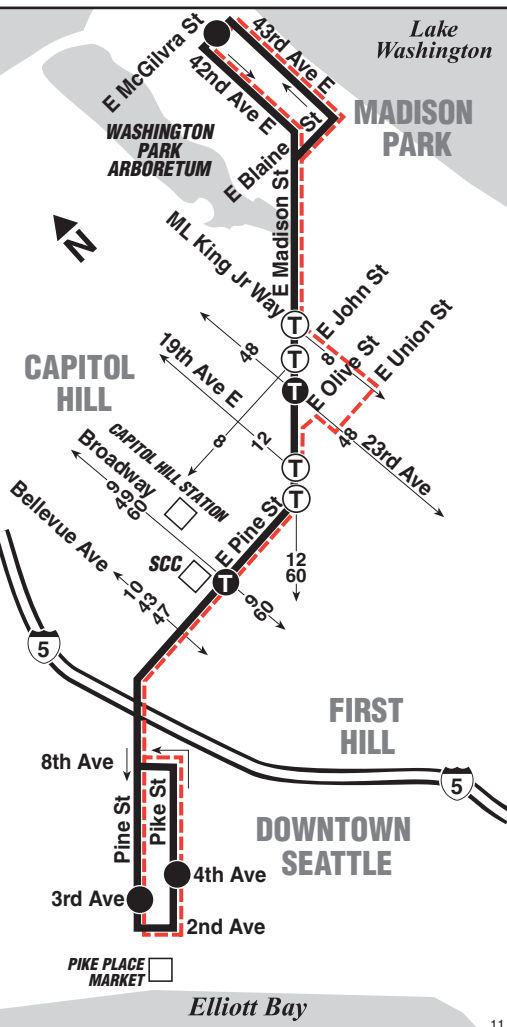 Lake
Washington
E McGilvra St
43rd Ave E
42nd Ave E
MADISON
PARK
WASHINGTON
PARK
ARBORETUM
E Blaine St
N
E Madison St
ML King Jr Way
T
E John St
T
8
E Olive St
E Union St
48
T
19th Ave E
CAPITOL
HILL
8
12
48
23rd Ave
T
T
Broadway
CAPITOL HILL STATION
9
49
60
Bellevue Ave
E Pine St
SCC
T
12
60
9
60
10
43
47
5
FIRST
HILL
5
8th Ave
Pine St
Pike St
DOWNTOWN
SEATTLE
4th Ave
3rd Ave
2nd Ave
PIKE PLACE
MARKET
Elliott Bay
11